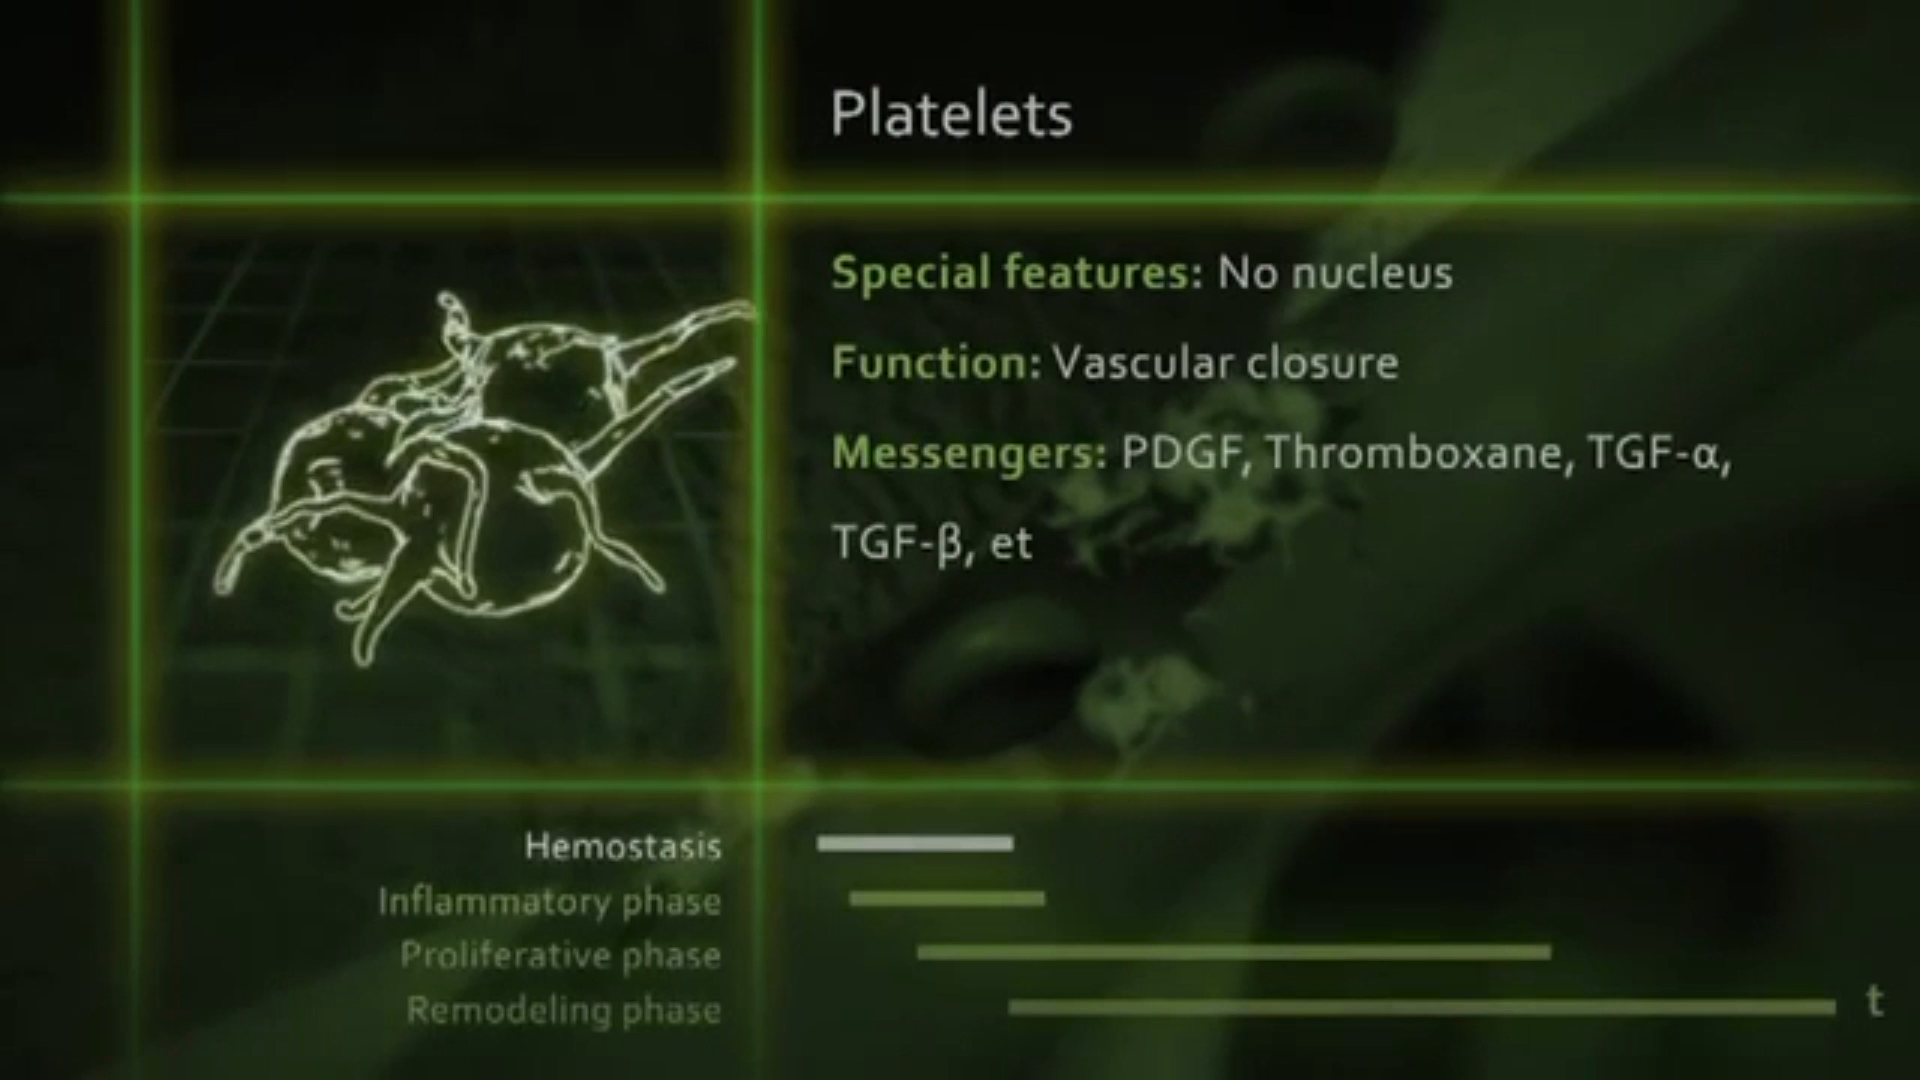 Platelets
Special features: No nucleus
Function: Vascular closure
Messengers: PDGF, Thromboxane, TGF-α,
TGF-β, et
Hemostasis
Inflammatory phase
Proliferative phase
Remodeling phase
t